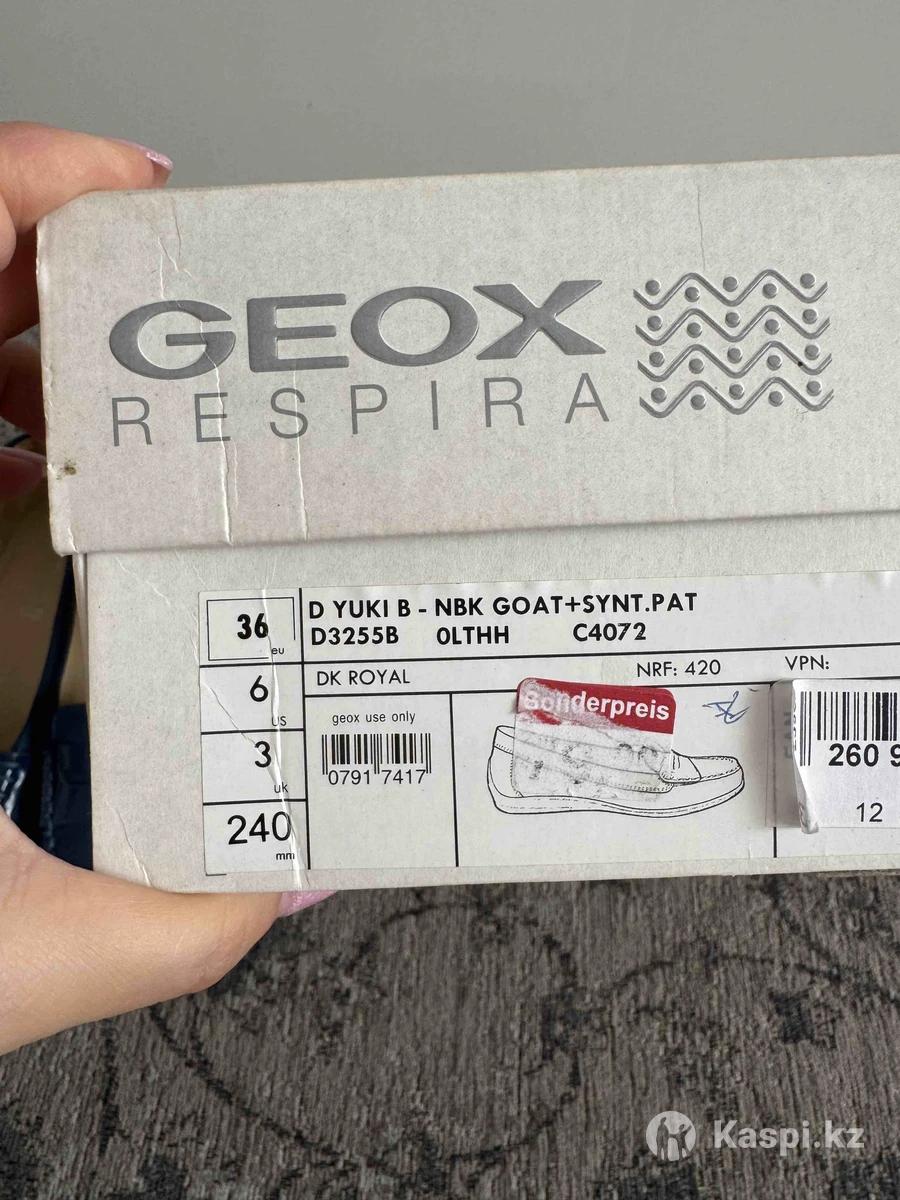 GEOX
RESPIRA
36 eu
D YUKI B - NBK GOAT+SYNT.PAT
D3255B 0LTHH C4072
6 us
DK ROYAL
NRF: 420
VPN:
3 uk
geox use only
0791 7417
240 mm
Sonderpreis
260 9
12
Kaspi.kz